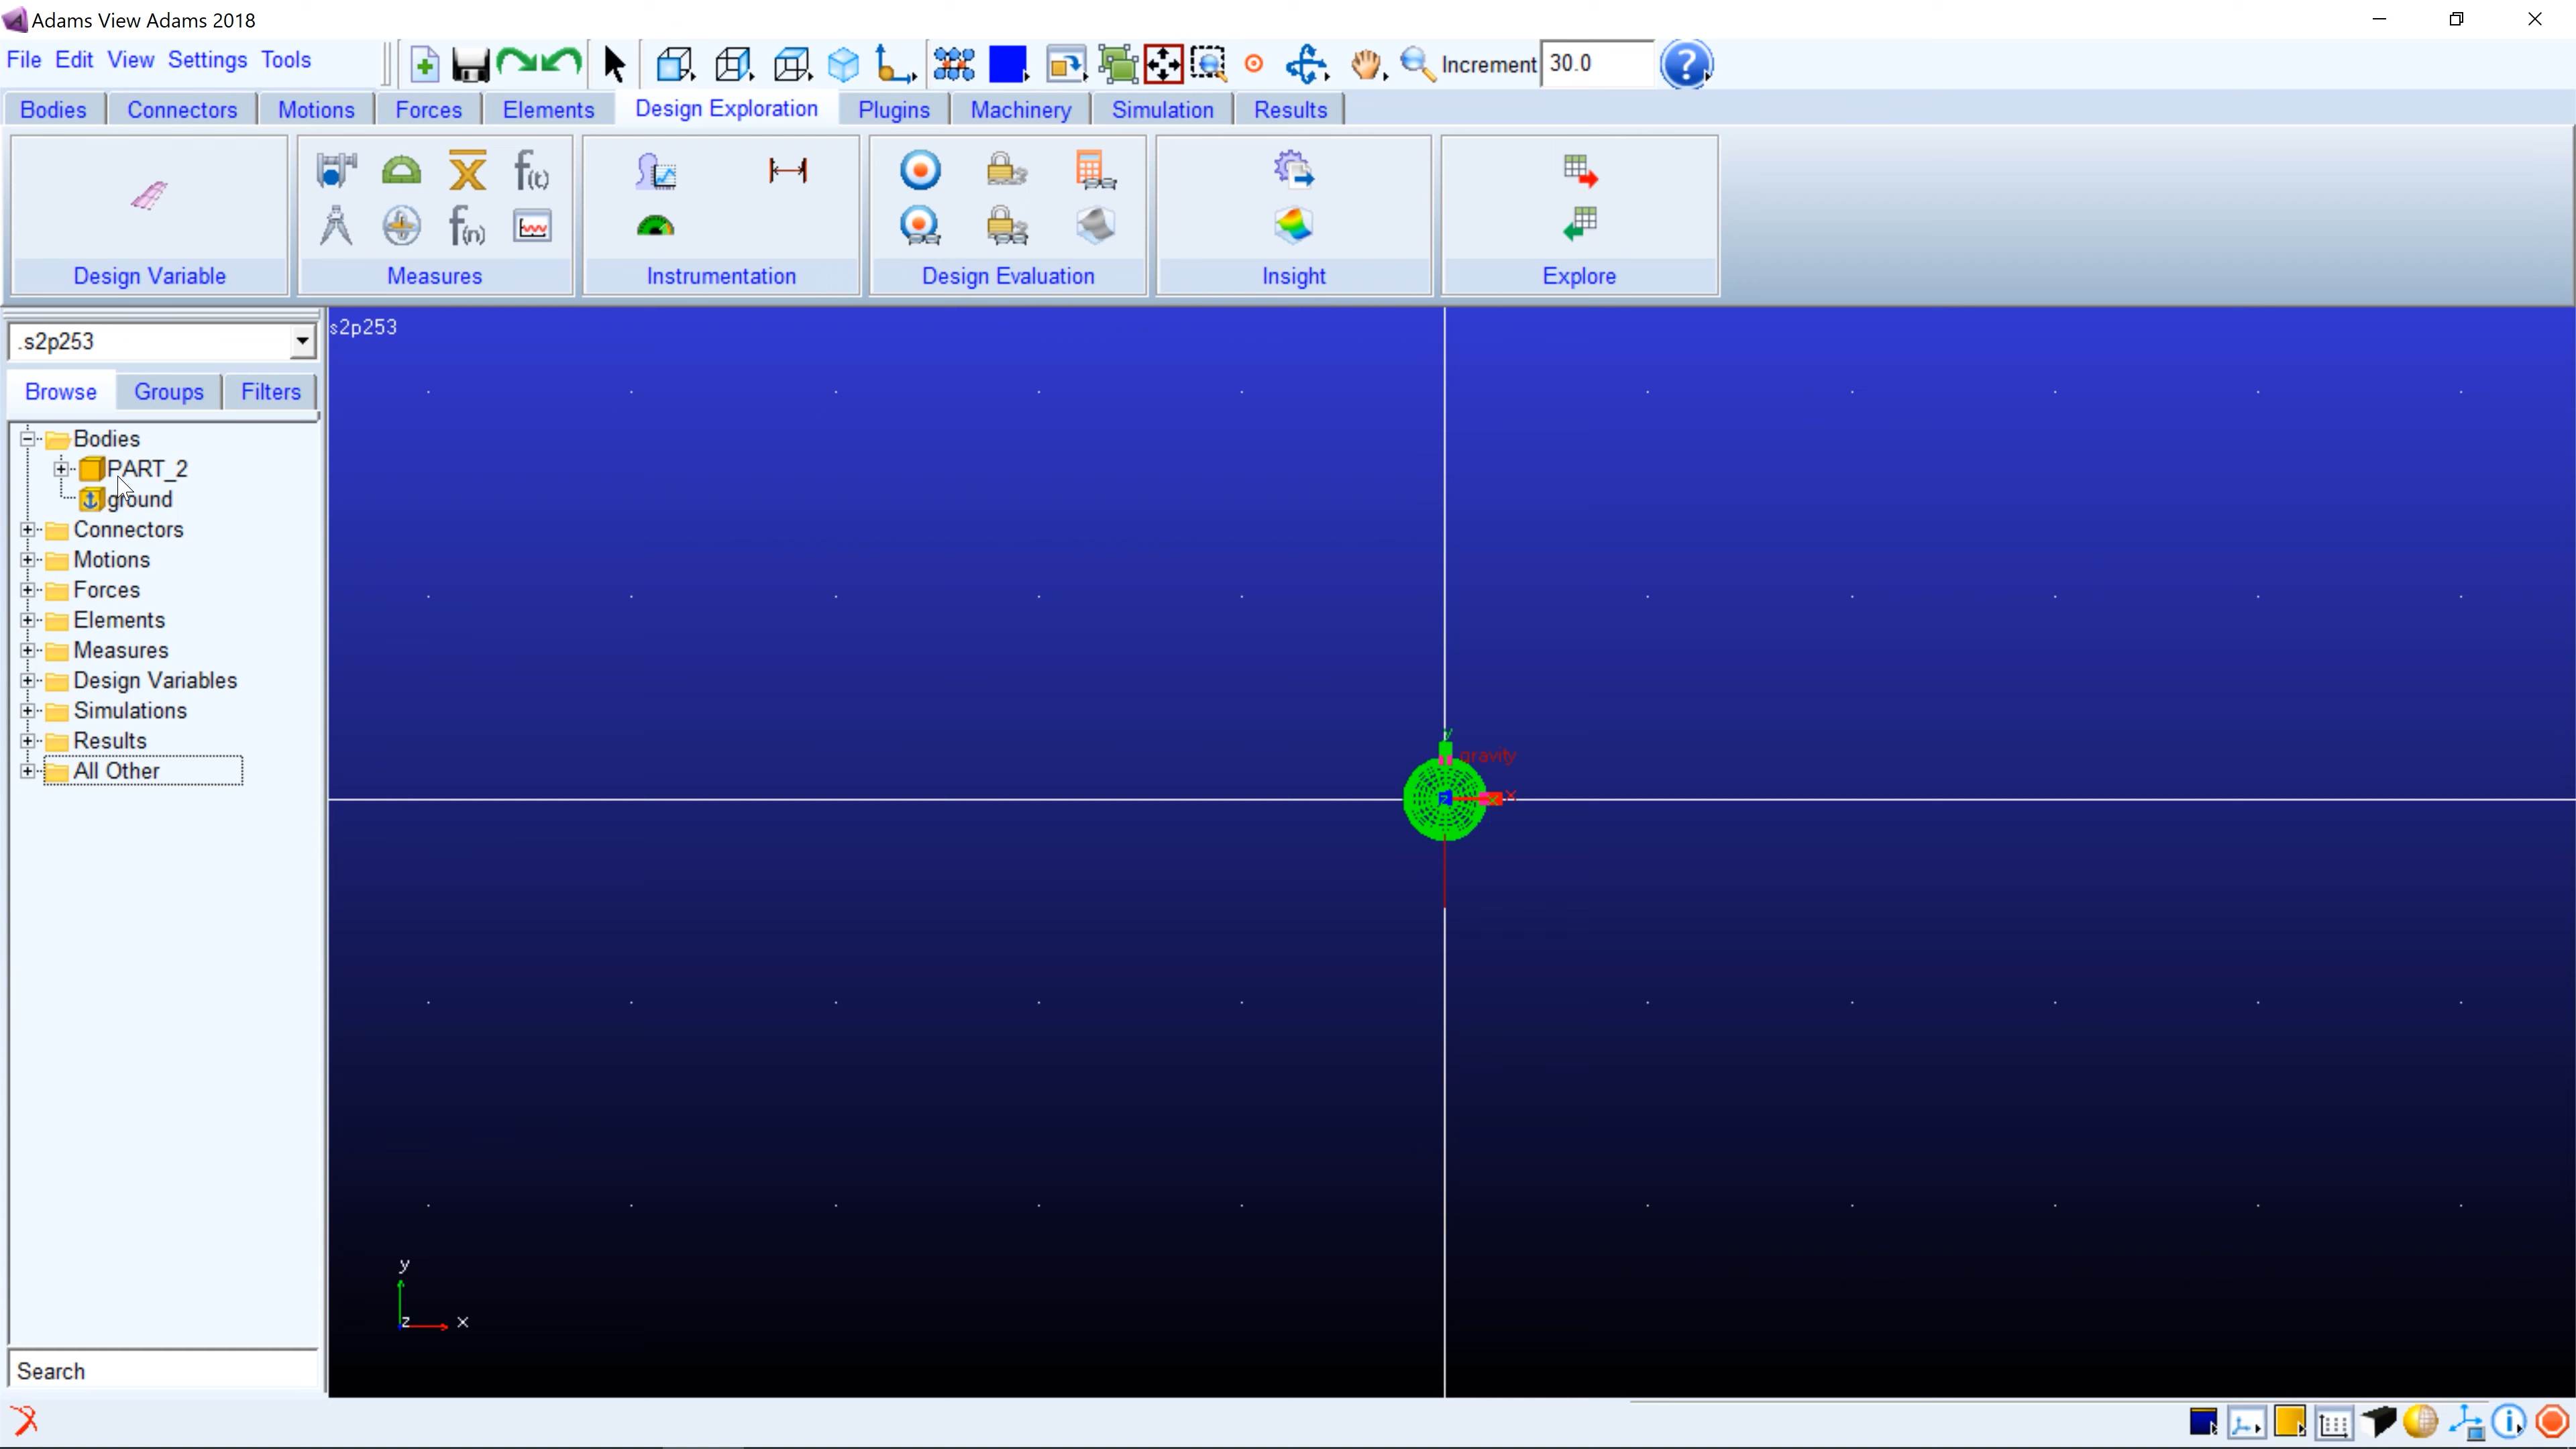 Adams View Adams 2018
File Edit View Settings Tools
Increment 30.0
Bodies Connectors Motions Forces Elements Design Exploration Plugins Machinery Simulation Results
f(t)
f(n)
Design Variable Measures Instrumentation Design Evaluation Insight Explore
.s2p253
s2p253
Browse Groups Filters
Bodies
PART_2
ground
Connectors
Motions
Forces
Elements
Measures
Design Variables
Simulations
Results
All Other
y
gravity
z x x
y
z x
Search